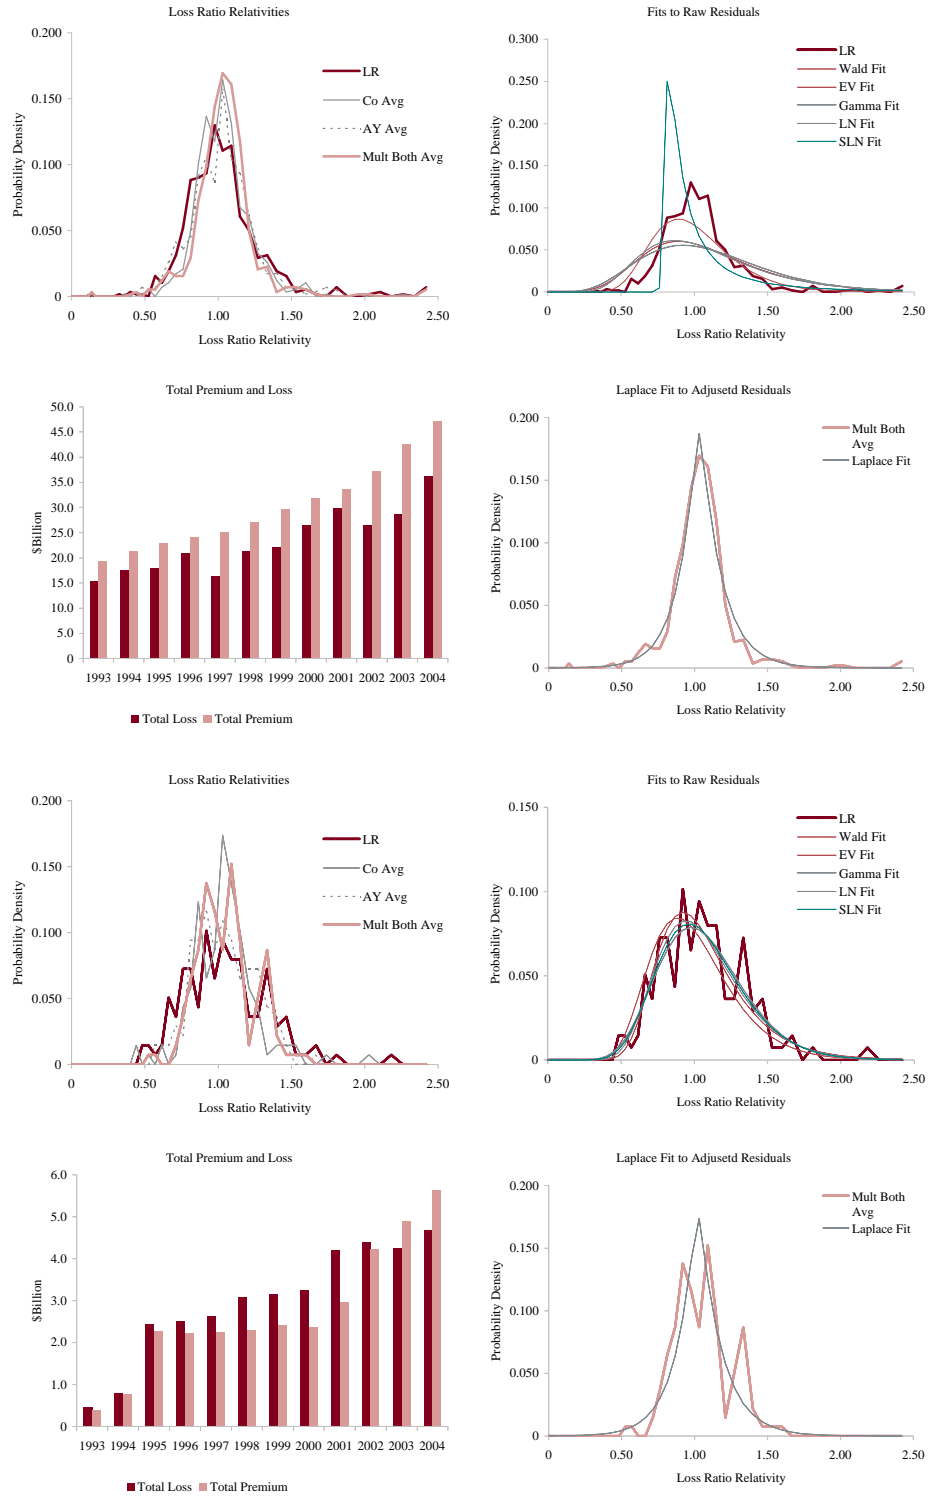 Loss Ratio Relativities
0.200
0.150
0.100
0.050
0
Probability Density
0
0.50
1.00
1.50
2.00
2.50
Loss Ratio Relativity
LR
Co Avg
AY Avg
Mult Both Avg
Fits to Raw Residuals
0.300
0.250
0.200
0.150
0.100
0.050
0
Probability Density
0
0.50
1.00
1.50
2.00
2.50
Loss Ratio Relativity
LR
Wald Fit
EV Fit
Gamma Fit
LN Fit
SLN Fit
Total Premium and Loss
50.0
45.0
40.0
35.0
30.0
25.0
20.0
15.0
10.0
5.0
0
$Billion
1993 1994 1995 1996 1997 1998 1999 2000 2001 2002 2003 2004
Total Loss Total Premium
Laplace Fit to Adjusetd Residuals
0.200
0.150
0.100
0.050
0
Probability Density
0
0.50
1.00
1.50
2.00
2.50
Loss Ratio Relativity
Mult Both
Avg
Laplace Fit
Loss Ratio Relativities
0.200
0.150
0.100
0.050
0
Probability Density
0
0.50
1.00
1.50
2.00
2.50
Loss Ratio Relativity
LR
Co Avg
AY Avg
Mult Both Avg
Fits to Raw Residuals
0.150
0.100
0.050
0
Probability Density
0
0.50
1.00
1.50
2.00
2.50
Loss Ratio Relativity
LR
Wald Fit
EV Fit
Gamma Fit
LN Fit
SLN Fit
Total Premium and Loss
6.0
5.0
4.0
3.0
2.0
1.0
0
$Billion
1993 1994 1995 1996 1997 1998 1999 2000 2001 2002 2003 2004
Total Loss Total Premium
Laplace Fit to Adjusetd Residuals
0.200
0.150
0.100
0.050
0
Probability Density
0
0.50
1.00
1.50
2.00
2.50
Loss Ratio Relativity
Mult Both
Avg
Laplace Fit